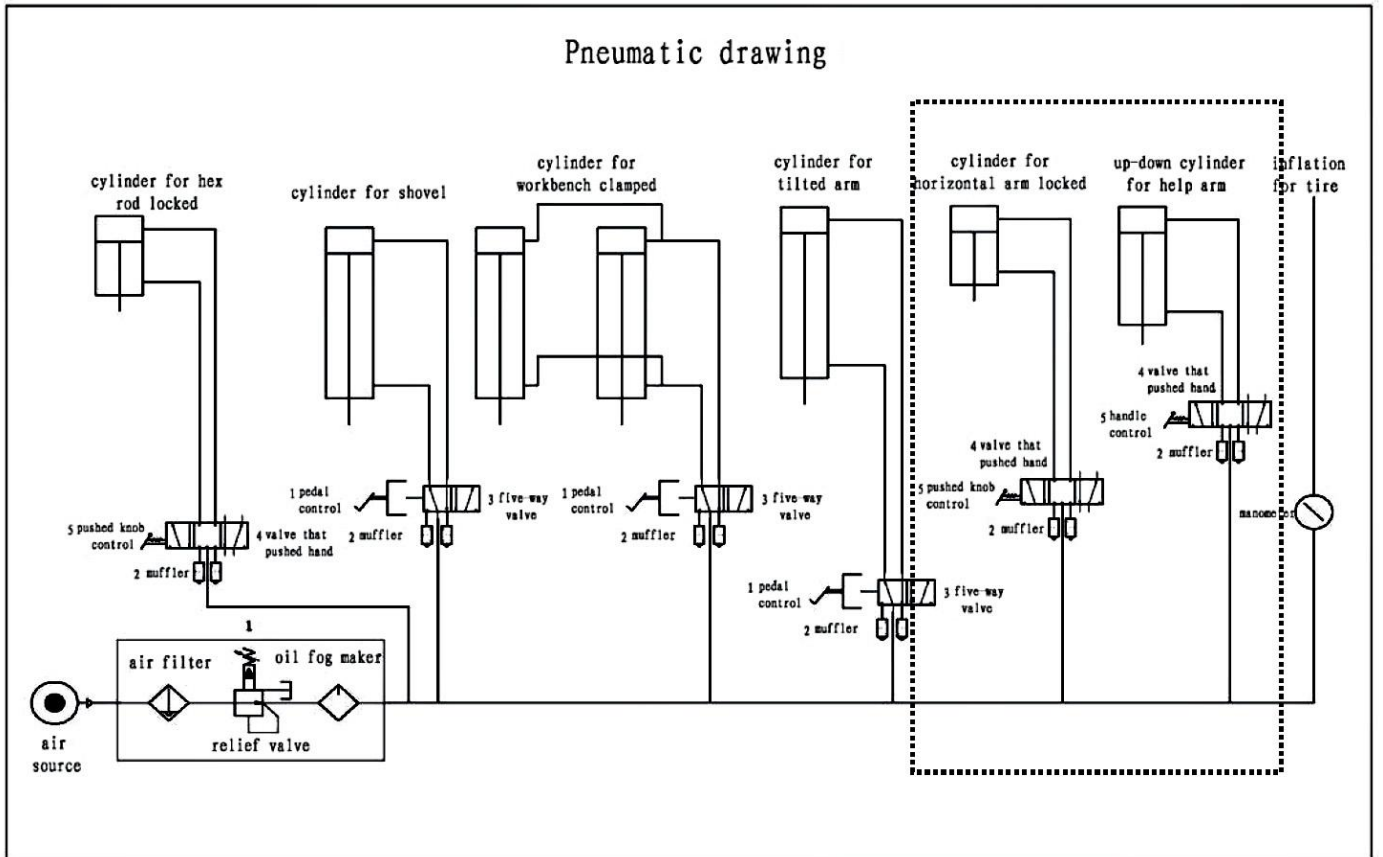 Pneumatic drawing
cylinder for hex
rod locked
cylinder for shovel
cylinder for
workbench clamped
cylinder for
tilted arm
cylinder for
horizontal arm locked
up-down cylinder
for help arm
inflation
for tire
4 valve that
pushed hand
5 handle
control
2 muffler
4 valve that
pushed hand
5 pushed knob
control
2 muffler
manometer
1 pedal
control
3 five-way
valve
2 muffler
1 pedal
control
3 five-way
valve
2 muffler
5 pushed knob
control
4 valve that
pushed hand
2 muffler
1 pedal
control
3 five-way
valve
2 muffler
1
air filter
oil fog maker
relief valve
air
source